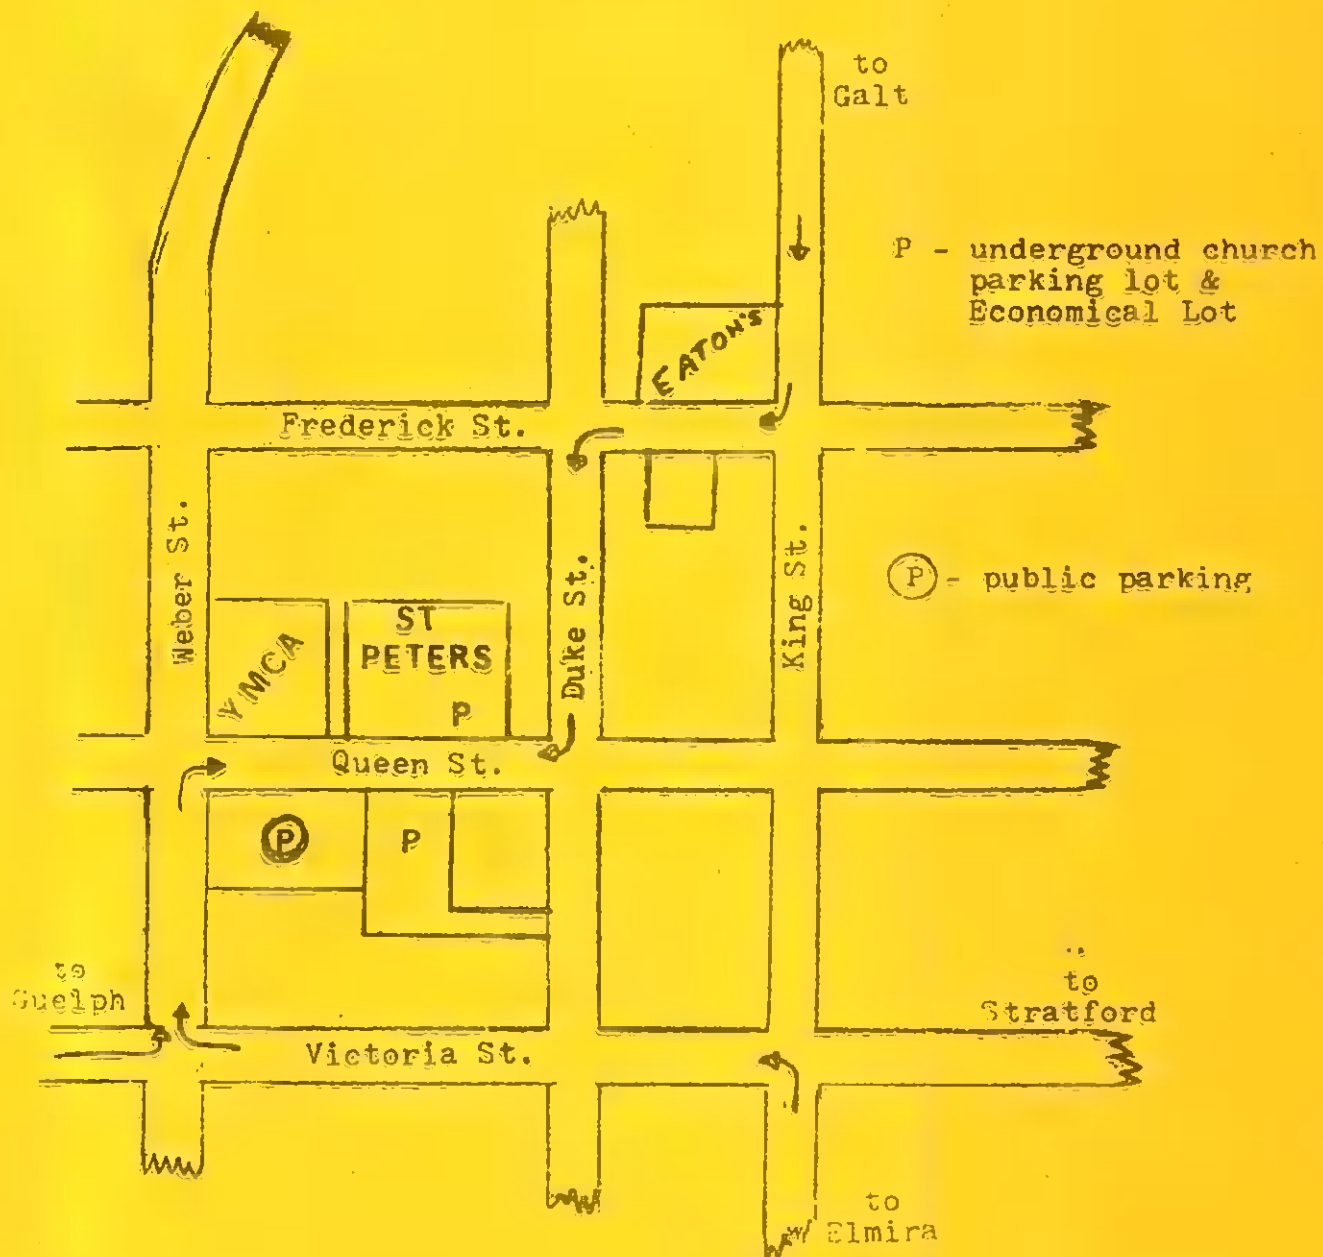 to
Galt
P - underground church
parking lot &
Economical Lot
EATON'S
Frederick St.
Weber St.
Duke St.
King St.
P - public parking
YMCA
ST
PETERS
P
Queen St.
P
P
to
Guelph
to
Stratford
Victoria St.
to
Elmira